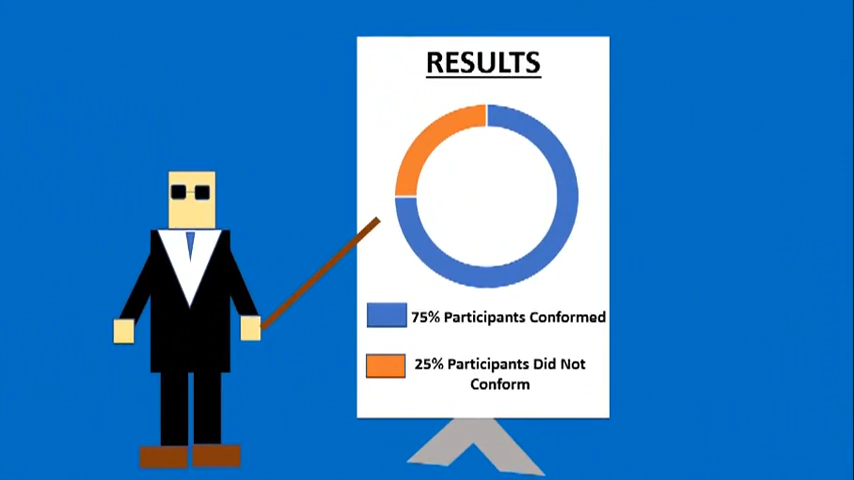 RESULTS
75% Participants Conformed
25% Participants Did Not
Conform